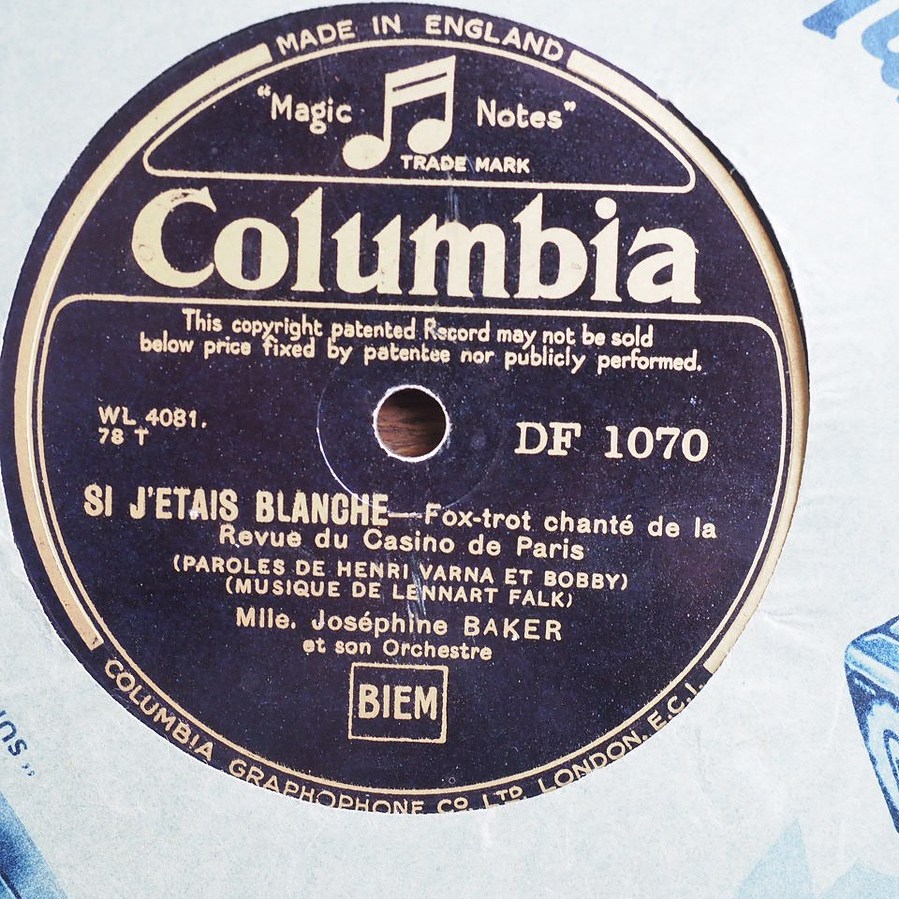 MADE IN ENGLAND
"Magic Notes"
TRADE MARK
Columbia
This copyright patented Record may not be sold
below price fixed by patentee nor publicly performed.
WL 4081.
78 T
DF 1070
SI J'ETAIS BLANCHE—Fox-trot chanté de la
Revue du Casino de Paris
(PAROLES DE HENRI VARNA ET BOBBY)
(MUSIQUE DE LENNART FALK)
Mlle. Joséphine BAKER
et son Orchestre
BIEM
COLUMBIA GRAPHOPHONE CO. LTD. LONDON. E.C.1.